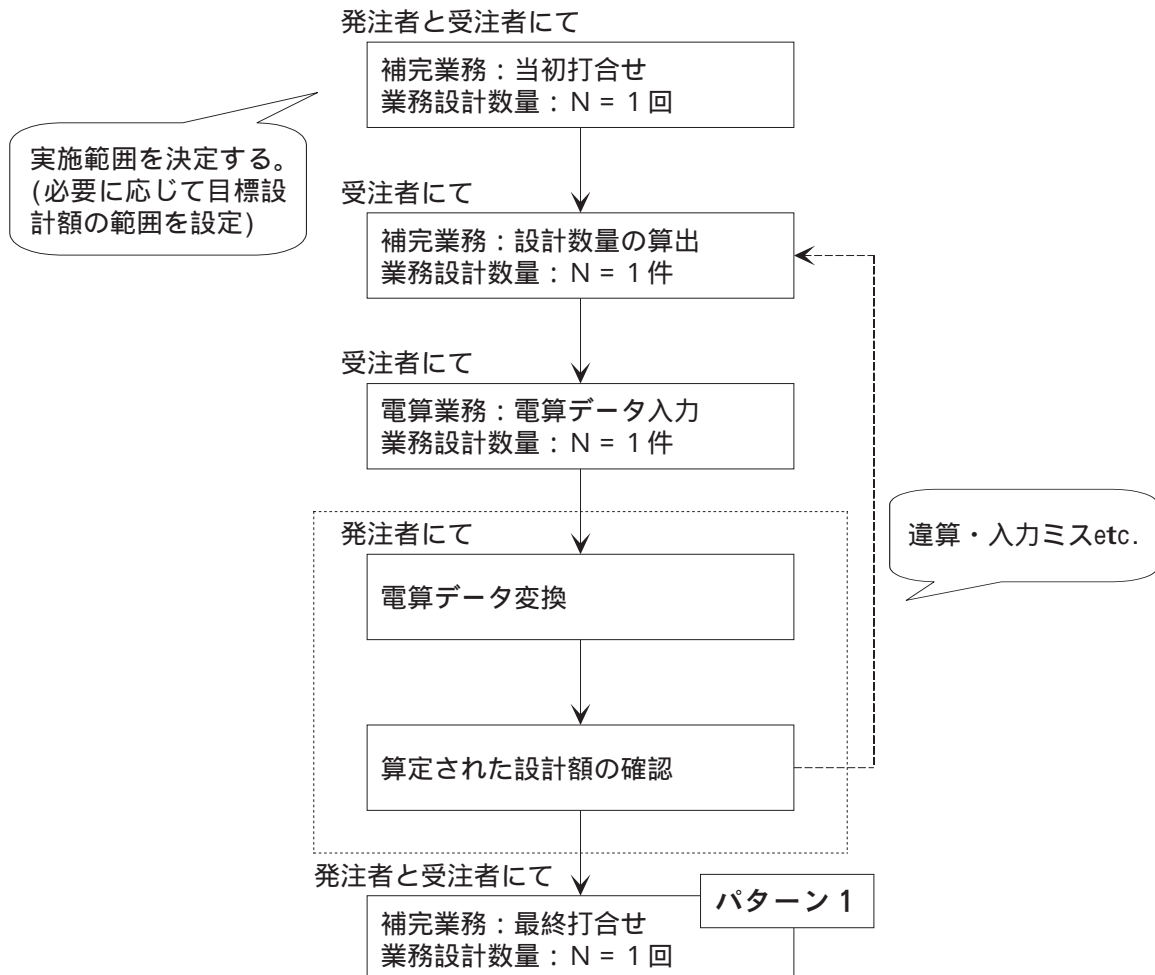 発注者と受注者にて
補完業務：当初打合せ
業務設計数量：Ｎ＝１回
実施範囲を決定する。
(必要に応じて目標設
計額の範囲を設定)
受注者にて
補完業務：設計数量の算出
業務設計数量：Ｎ＝１件
受注者にて
電算業務：電算データ入力
業務設計数量：Ｎ＝１件
発注者にて
電算データ変換
違算・入力ミスetc.
算定された設計額の確認
発注者と受注者にて
パターン１
補完業務：最終打合せ
業務設計数量：Ｎ＝１回